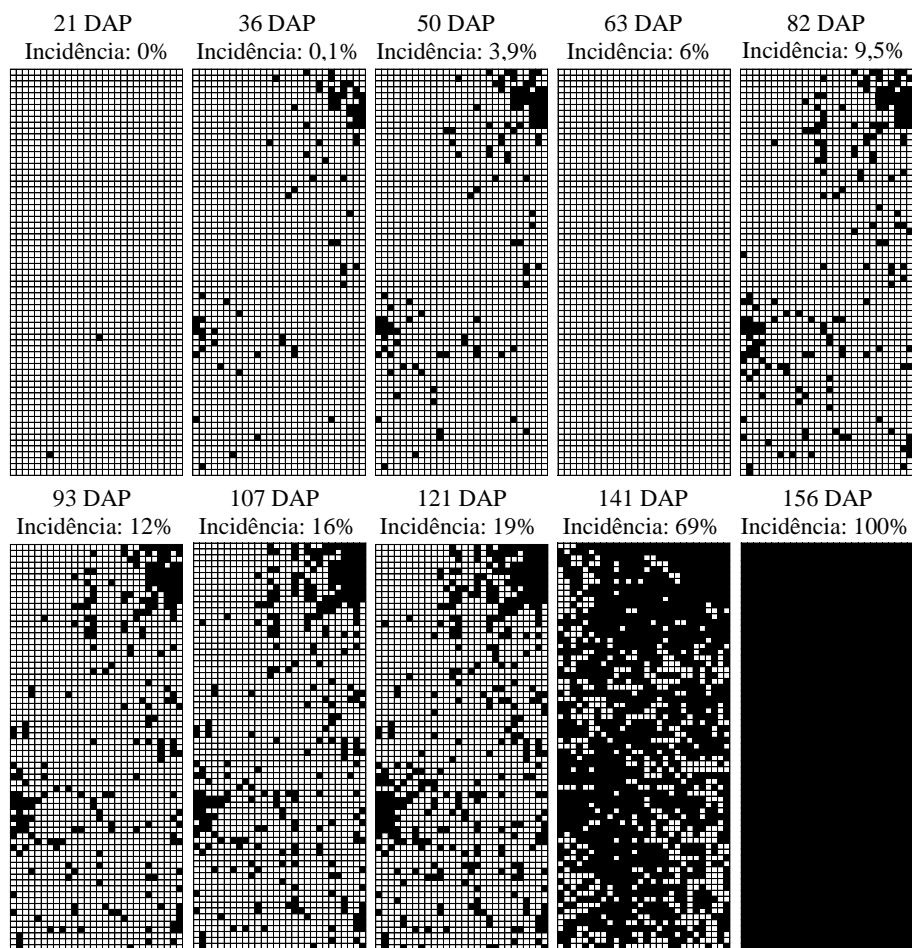 21 DAP
Incidência: 0%
36 DAP
Incidência: 0,1%
50 DAP
Incidência: 3,9%
63 DAP
Incidência: 6%
82 DAP
Incidência: 9,5%
93 DAP
Incidência: 12%
107 DAP
Incidência: 16%
121 DAP
Incidência: 19%
141 DAP
Incidência: 69%
156 DAP
Incidência: 100%